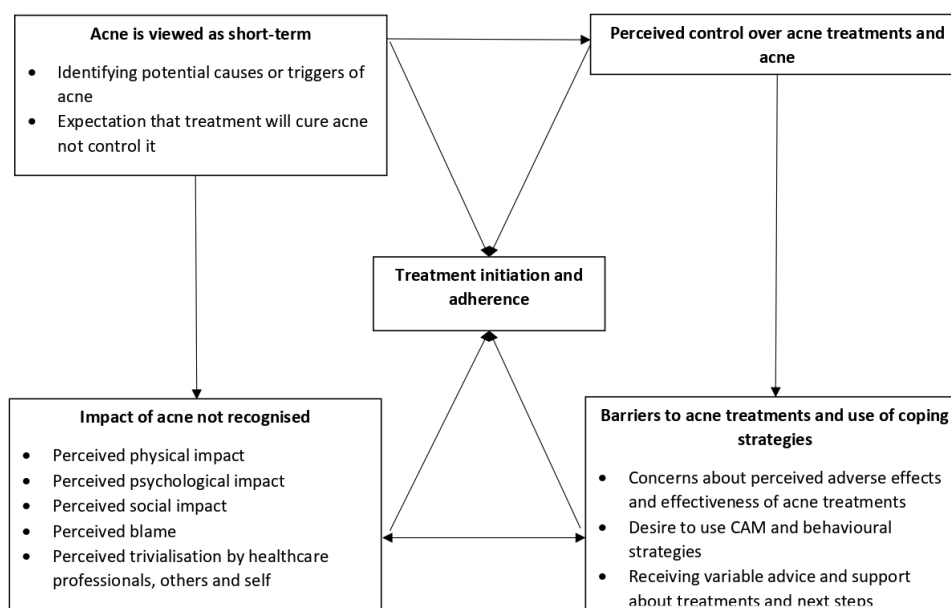 Acne is viewed as short-term
• Identifying potential causes or triggers of
acne
• Expectation that treatment will cure acne
not control it
Perceived control over acne treatments and
acne
Treatment initiation and
adherence
Impact of acne not recognised
• Perceived physical impact
• Perceived psychological impact
• Perceived social impact
• Perceived blame
• Perceived trivialisation by healthcare
professionals, others and self
Barriers to acne treatments and use of coping
strategies
• Concerns about perceived adverse effects
and effectiveness of acne treatments
• Desire to use CAM and behavioural
strategies
• Receiving variable advice and support
about treatments and next steps